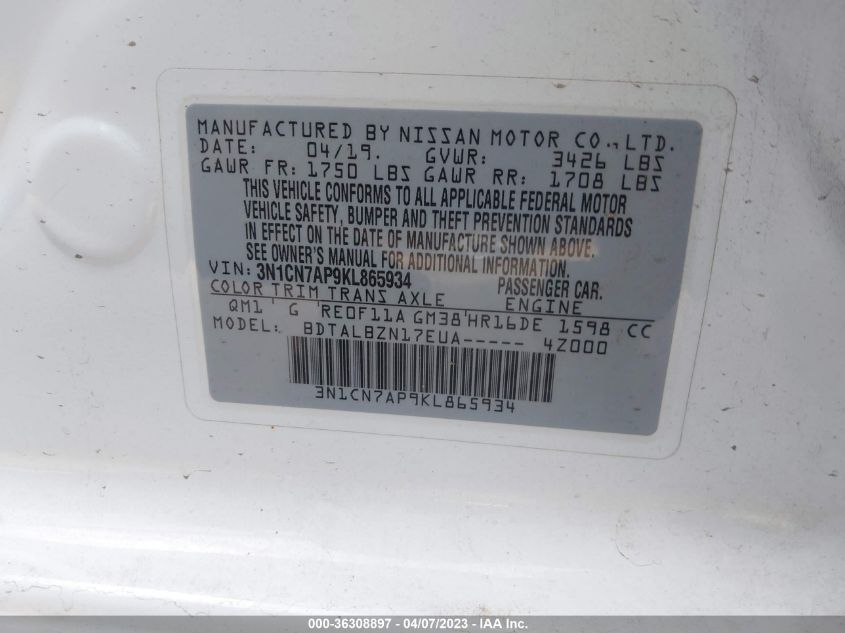 MANUFACTURED BY NISSAN MOTOR CO., LTD.
DATE: 04/19. GVWR: 3426 LBS
GAWR FR: 1750 LBS GAWR RR: 1708 LBS
THIS VEHICLE CONFORMS TO ALL APPLICABLE FEDERAL MOTOR
VEHICLE SAFETY, BUMPER AND THEFT PREVENTION STANDARDS
IN EFFECT ON THE DATE OF MANUFACTURE SHOWN ABOVE.
SEE OWNER'S MANUAL FOR ADDITIONAL INFORMATION.
VIN: 3N1CN7AP9KL865934 PASSENGER CAR.
COLOR TRIM TRANS AXLE ENGINE
QM1 ' G 'RE0F11A GM38'HR16DE 1598 CC
MODEL: BDTALBZN17EUA----- 4Z000
3N1CN7AP9KL865934
000-36308897 - 04/07/2023 - IAA Inc.